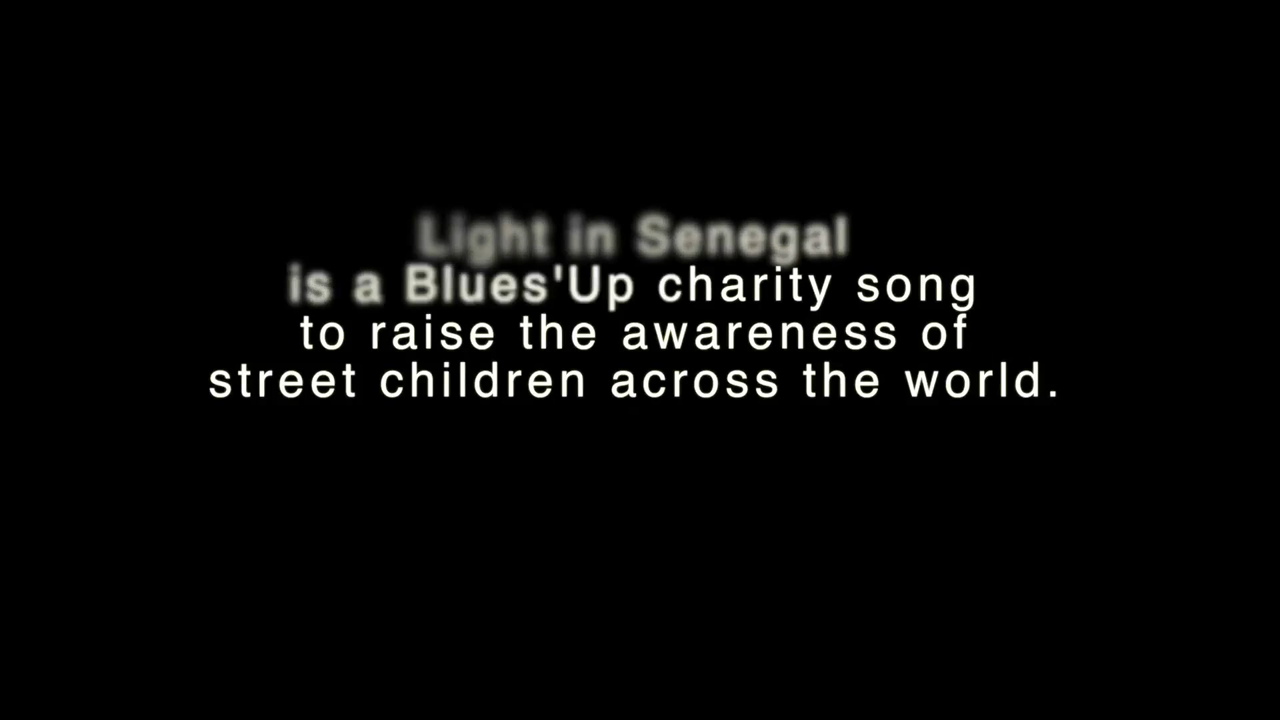 Light in Senegal
is a Blues'Up charity song
to raise the awareness of
street children across the world.